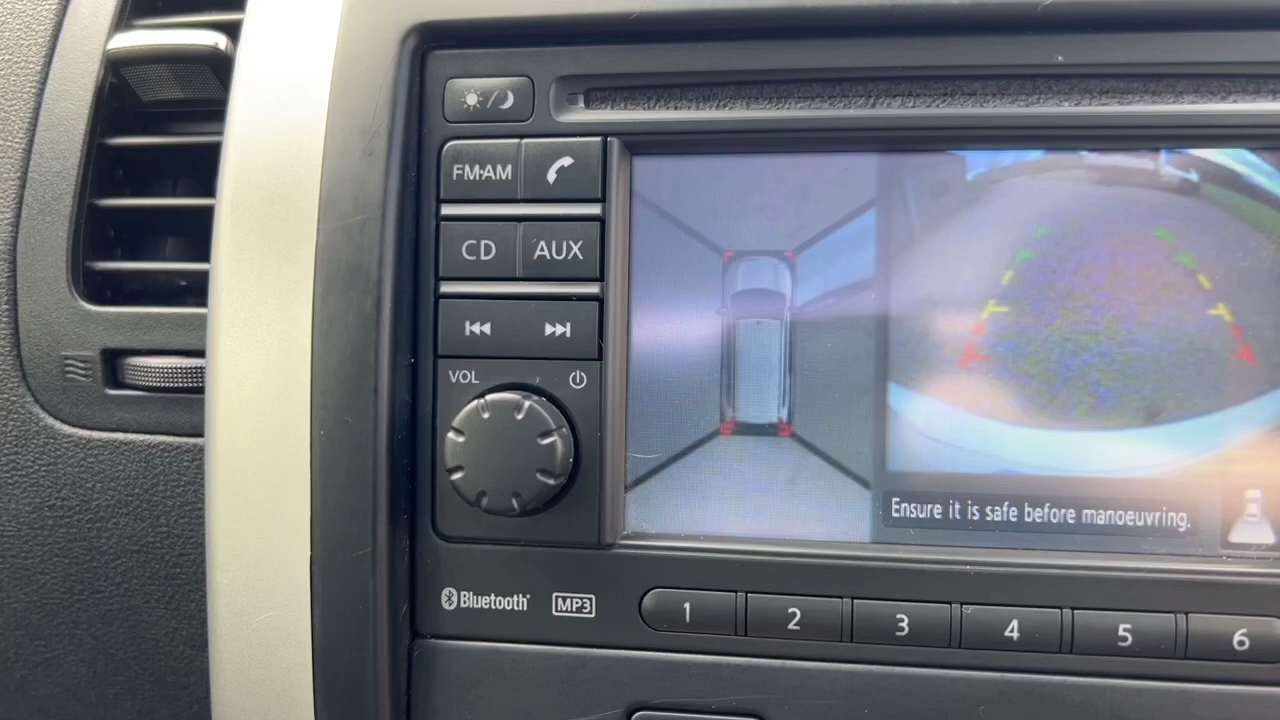 FM·AM
CD AUX
VOL
Ensure it is safe before manoeuvring.
Bluetooth MP3
1 2 3 4 5 6